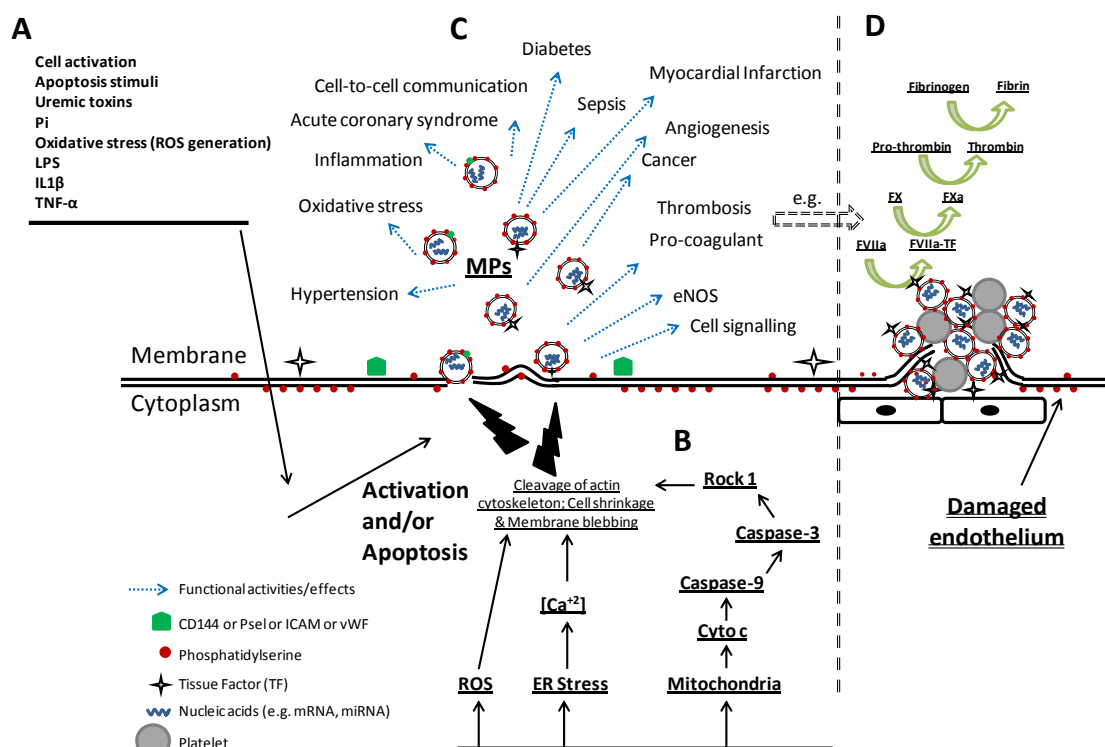 A
Cell activation
Apoptosis stimuli
Uremic toxins
Pi
Oxidative stress (ROS generation)
LPS
IL1β
TNF-α
C
Diabetes
Cell-to-cell communication
Myocardial Infarction
Sepsis
Acute coronary syndrome
Angiogenesis
Inflammation
Cancer
Oxidative stress
Thrombosis
Pro-coagulant
MPs
Hypertension
eNOS
Cell signalling
e.g.
D
Fibrinogen
Fibrin
Pro-thrombin
Thrombin
FX
FXa
FVIIa
FVIIa-TF
Membrane
Cytoplasm
B
Activation
and/or
Apoptosis
Cleavage of actin
cytoskeleton; Cell shrinkage
& Membrane blebbing
Rock 1
Caspase-3
Caspase-9
Cyto c
Mitochondria
[Ca+2]
ER Stress
ROS
Damaged
endothelium
Functional activities/effects
CD144 or Psel or ICAM or vWF
Phosphatidylserine
Tissue Factor (TF)
Nucleic acids (e.g. mRNA, miRNA)
Platelet